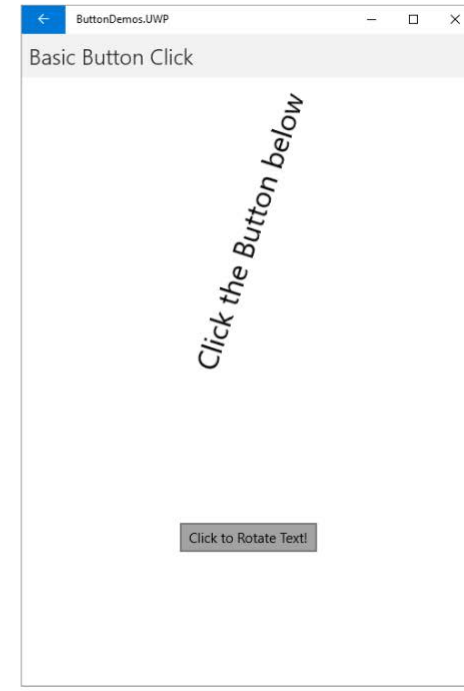 ButtonDemos.UWP
Basic Button Click
Click the Button below
Click to Rotate Text!